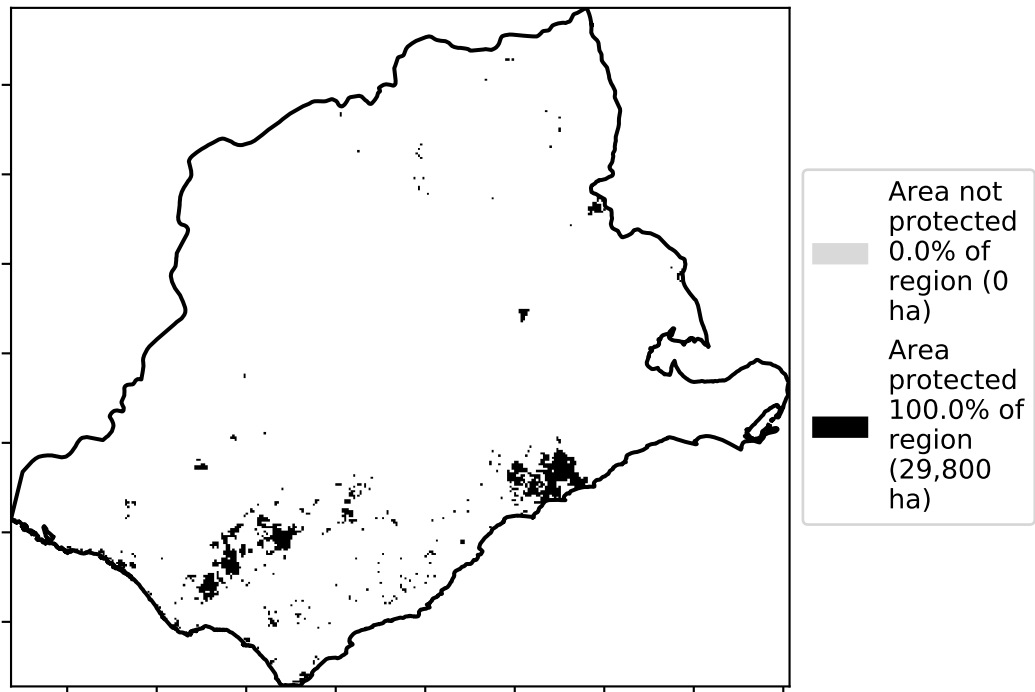 Area not
protected
0.0% of
region (0
ha)
Area
protected
100.0% of
region
(29,800
ha)